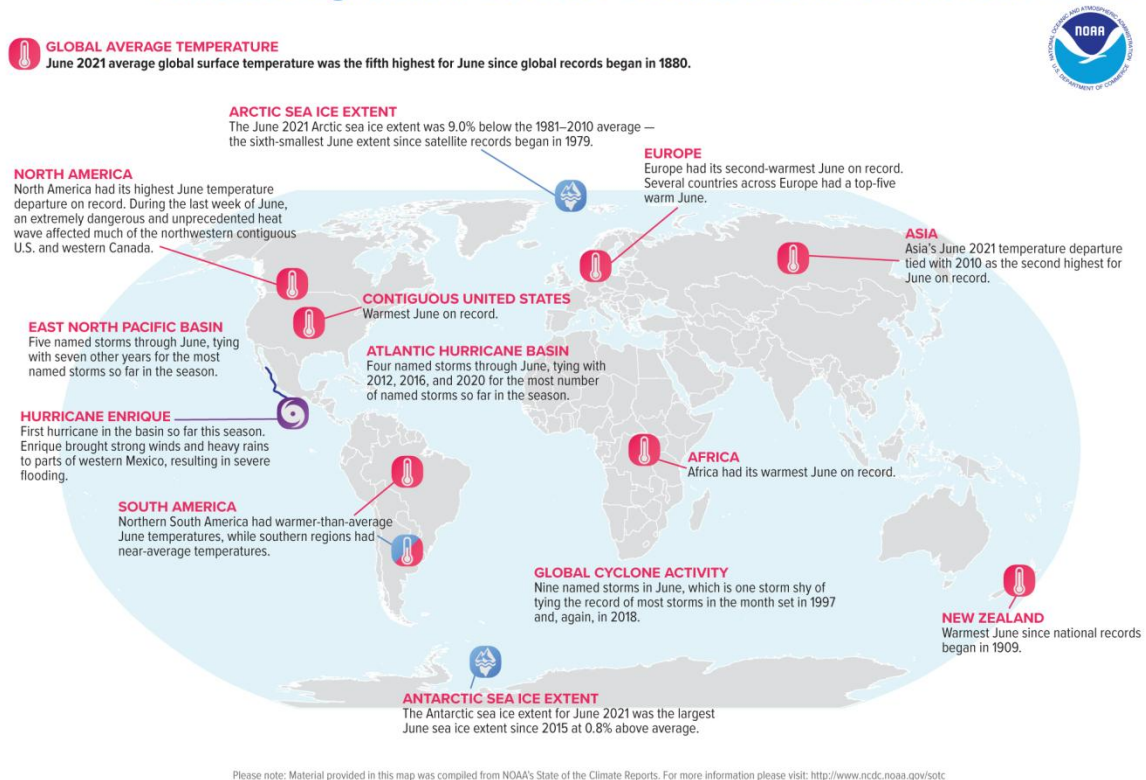 GLOBAL AVERAGE TEMPERATURE
June 2021 average global surface temperature was the fifth highest for June since global records began in 1880.
NATIONAL OCEANIC AND ATMOSPHERIC ADMINISTRATION
NOAA
U.S. DEPARTMENT OF COMMERCE
ARCTIC SEA ICE EXTENT
The June 2021 Arctic sea ice extent was 9.0% below the 1981–2010 average —
the sixth-smallest June extent since satellite records began in 1979.
EUROPE
Europe had its second-warmest June on record.
Several countries across Europe had a top-five
warm June.
NORTH AMERICA
North America had its highest June temperature
departure on record. During the last week of June,
an extremely dangerous and unprecedented heat
wave affected much of the northwestern contiguous
U.S. and western Canada.
ASIA
Asia's June 2021 temperature departure
tied with 2010 as the second highest for
June on record.
CONTIGUOUS UNITED STATES
Warmest June on record.
EAST NORTH PACIFIC BASIN
Five named storms through June, tying
with seven other years for the most
named storms so far in the season.
ATLANTIC HURRICANE BASIN
Four named storms through June, tying with
2012, 2016, and 2020 for the most number
of named storms so far in the season.
HURRICANE ENRIQUE
First hurricane in the basin so far this season.
Enrique brought strong winds and heavy rains
to parts of western Mexico, resulting in severe
flooding.
AFRICA
Africa had its warmest June on record.
SOUTH AMERICA
Northern South America had warmer-than-average
June temperatures, while southern regions had
near-average temperatures.
GLOBAL CYCLONE ACTIVITY
Nine named storms in June, which is one storm shy of
tying the record of most storms in the month set in 1997
and, again, in 2018.
NEW ZEALAND
Warmest June since national records
began in 1909.
ANTARCTIC SEA ICE EXTENT
The Antarctic sea ice extent for June 2021 was the largest
June sea ice extent since 2015 at 0.8% above average.
Please note: Material provided in this map was compiled from NOAA's State of the Climate Reports. For more information please visit: http://www.ncdc.noaa.gov/sotc